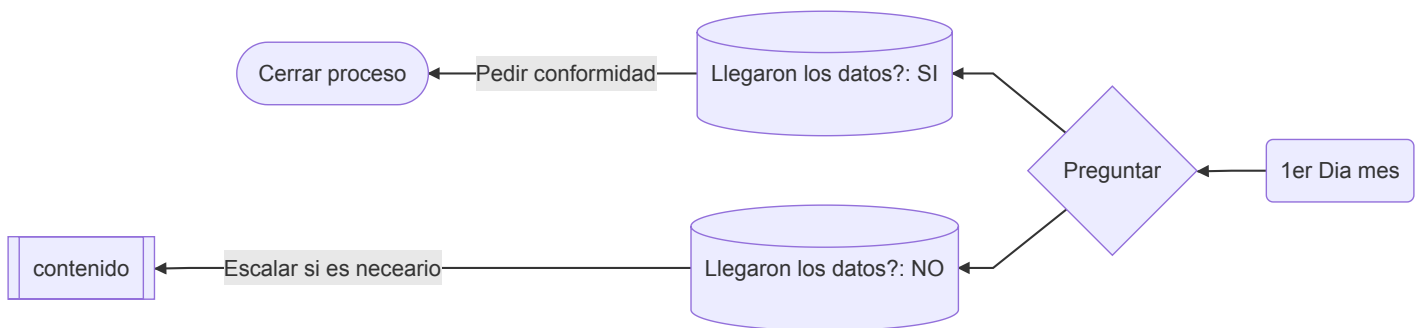 Cerrar proceso
Pedir conformidad
Llegaron los datos?: SI
Preguntar
1er Dia mes
contenido
Escalar si es neceario
Llegaron los datos?: NO